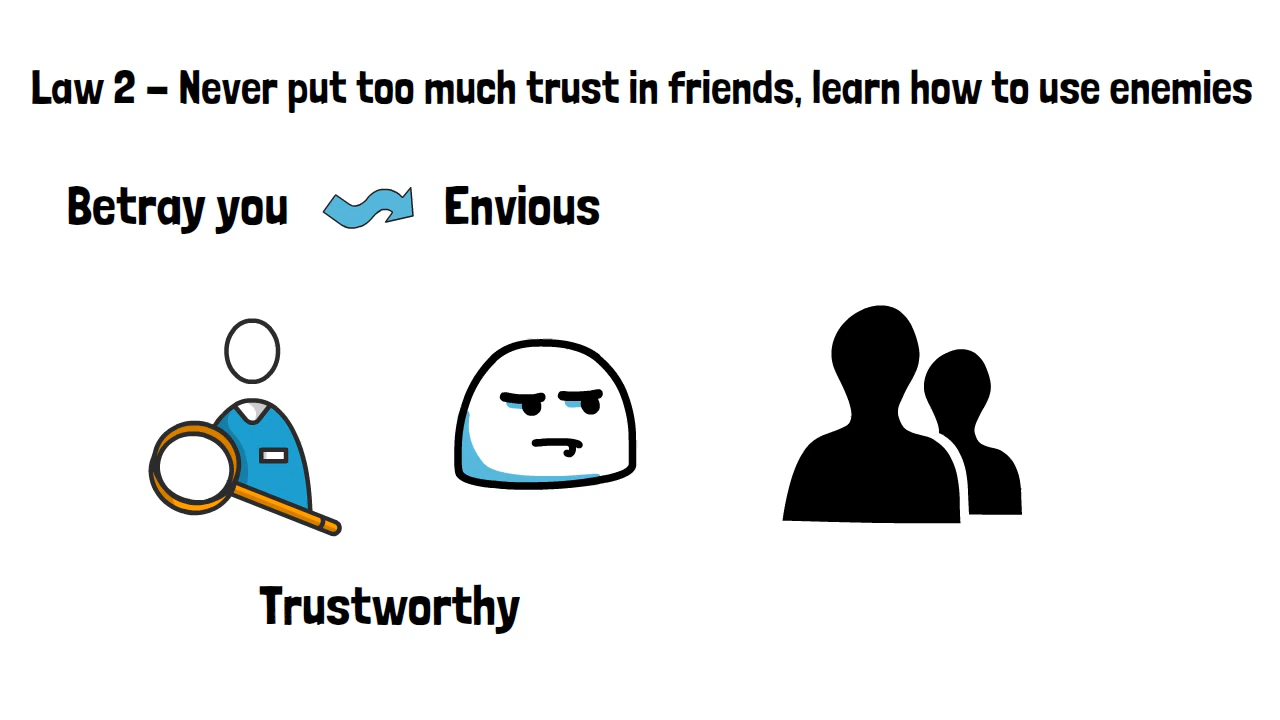 Law 2 – Never put too much trust in friends, learn how to use enemies
Betray you
Envious
Trustworthy